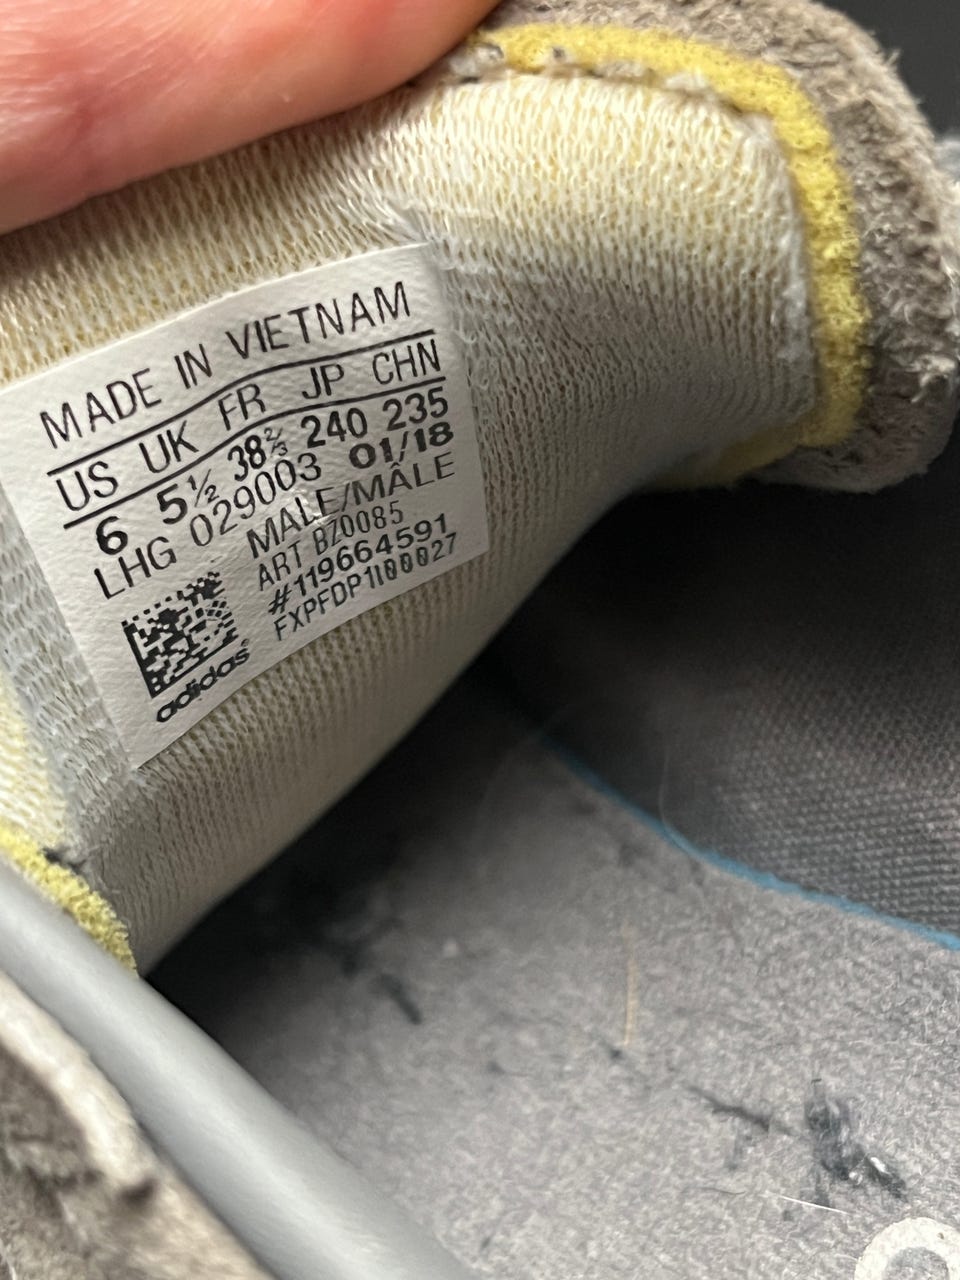 MADE IN VIETNAM
US UK FR JP CHN
6 5½ 38⅔ 240 235
LHG 029003 01/18
MALE/MÂLE
ART BZ0085
#119664591
FXPFDP1100027
adidas®